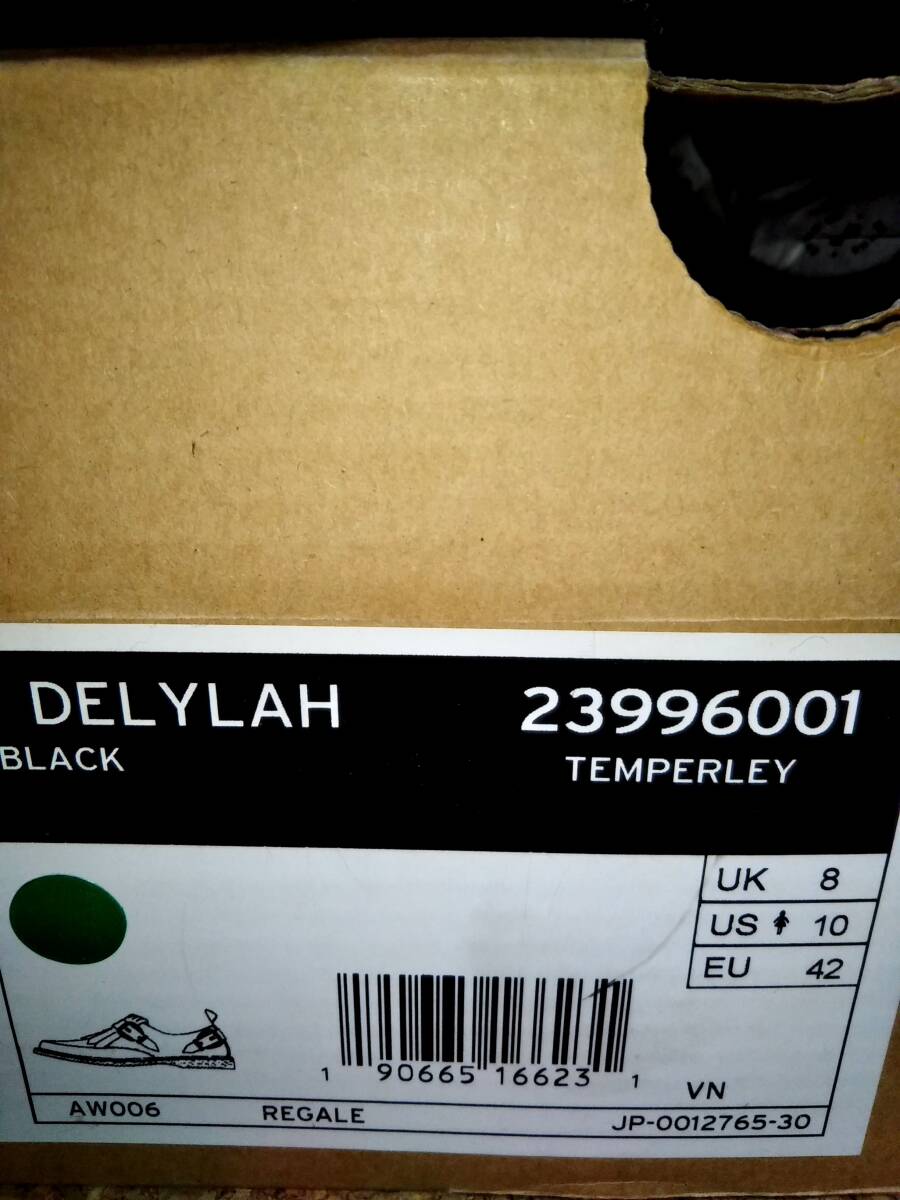 DELYLAH 23996001
BLACK TEMPERLEY
UK 8
US 10
EU 42
1 90665 16623 1
VN
AW006 REGALE JP-0012765-30